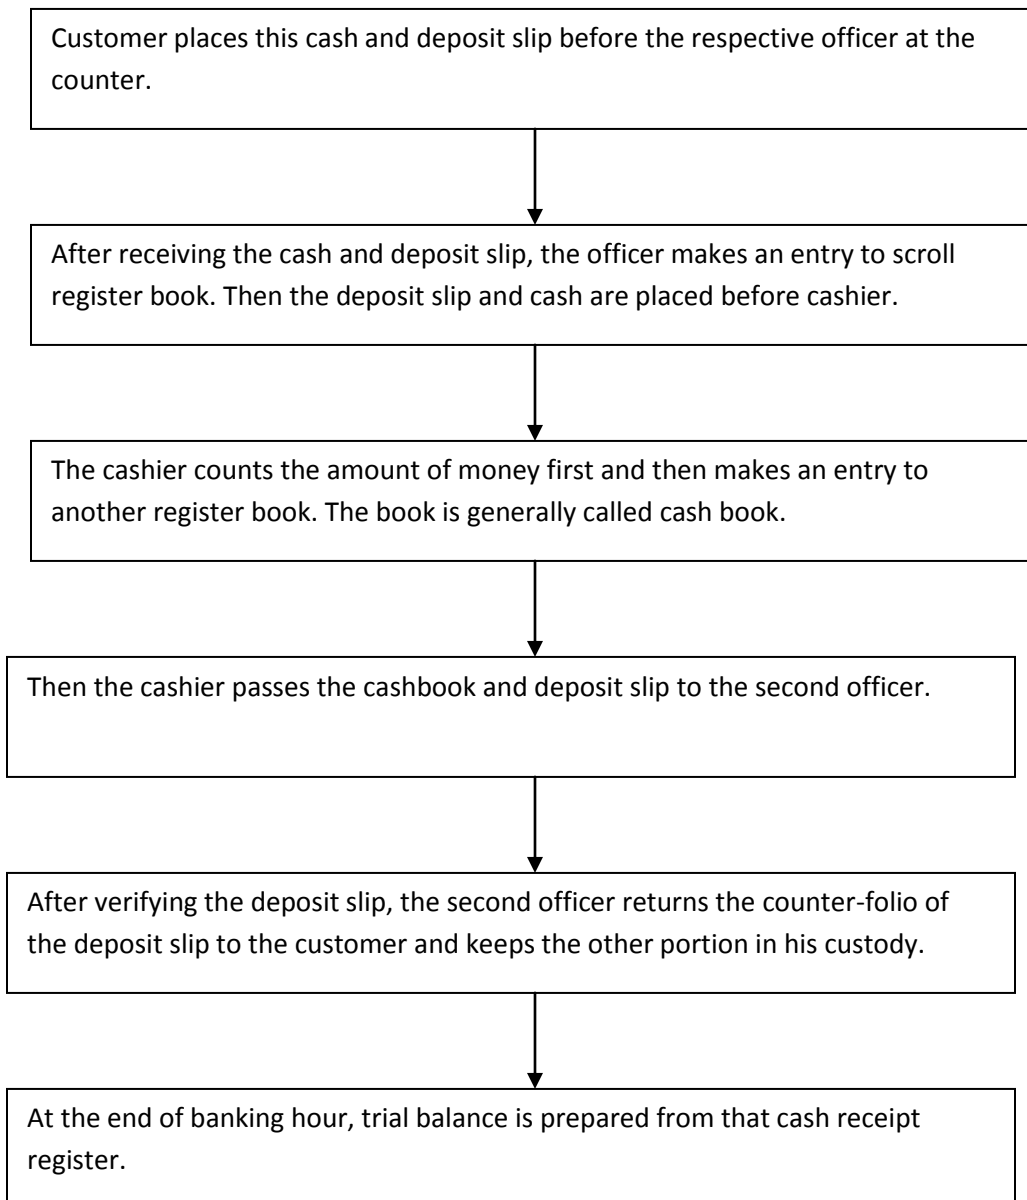 Customer places this cash and deposit slip before the respective officer at the
counter.
After receiving the cash and deposit slip, the officer makes an entry to scroll
register book. Then the deposit slip and cash are placed before cashier.
The cashier counts the amount of money first and then makes an entry to
another register book. The book is generally called cash book.
Then the cashier passes the cashbook and deposit slip to the second officer.
After verifying the deposit slip, the second officer returns the counter-folio of
the deposit slip to the customer and keeps the other portion in his custody.
At the end of banking hour, trial balance is prepared from that cash receipt
register.